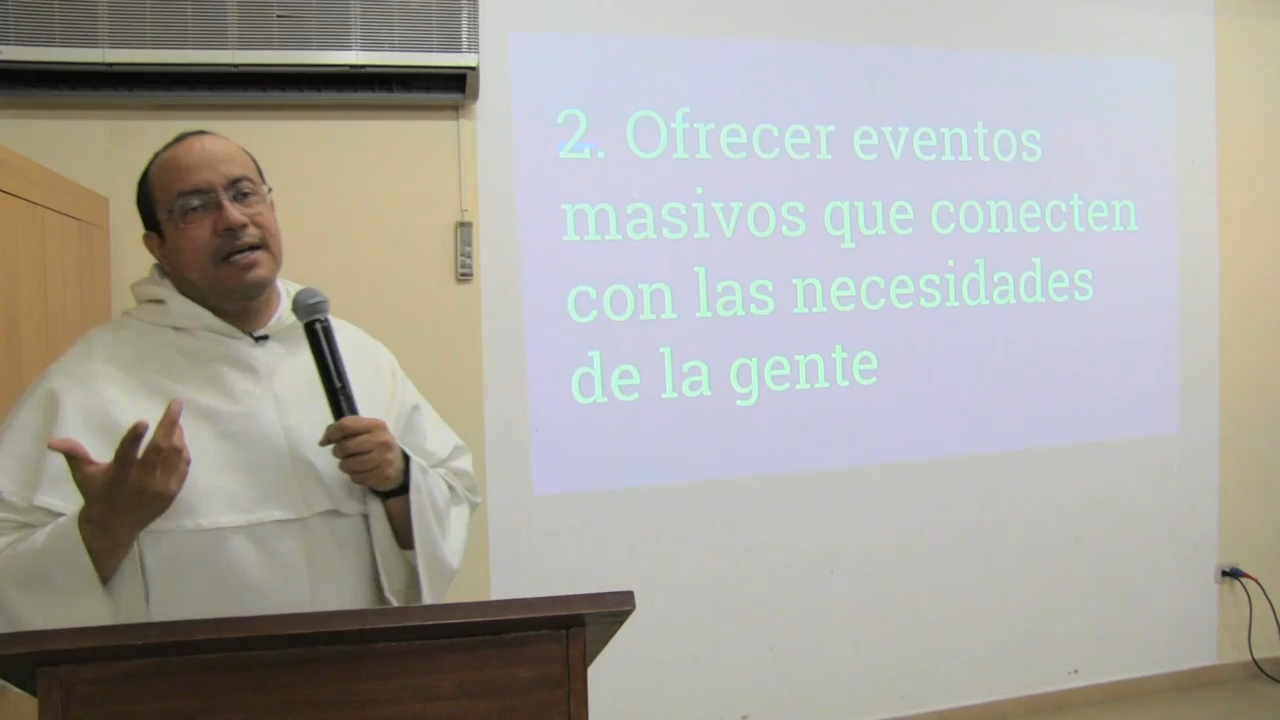 2. Ofrecer eventos
masivos que conecten
con las necesidades
de la gente